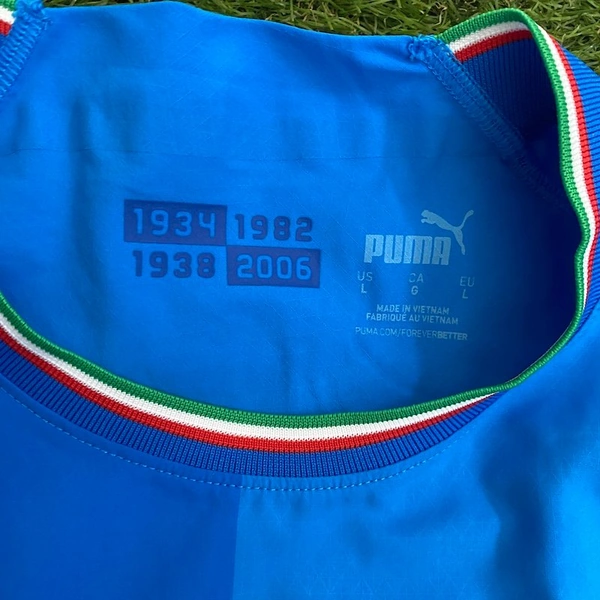 1934 1982
1938 2006
PUMA
US CA EU
L G L
MADE IN VIETNAM
FABRIQUÉ AU VIETNAM
PUMA.COM/FOREVERBETTER